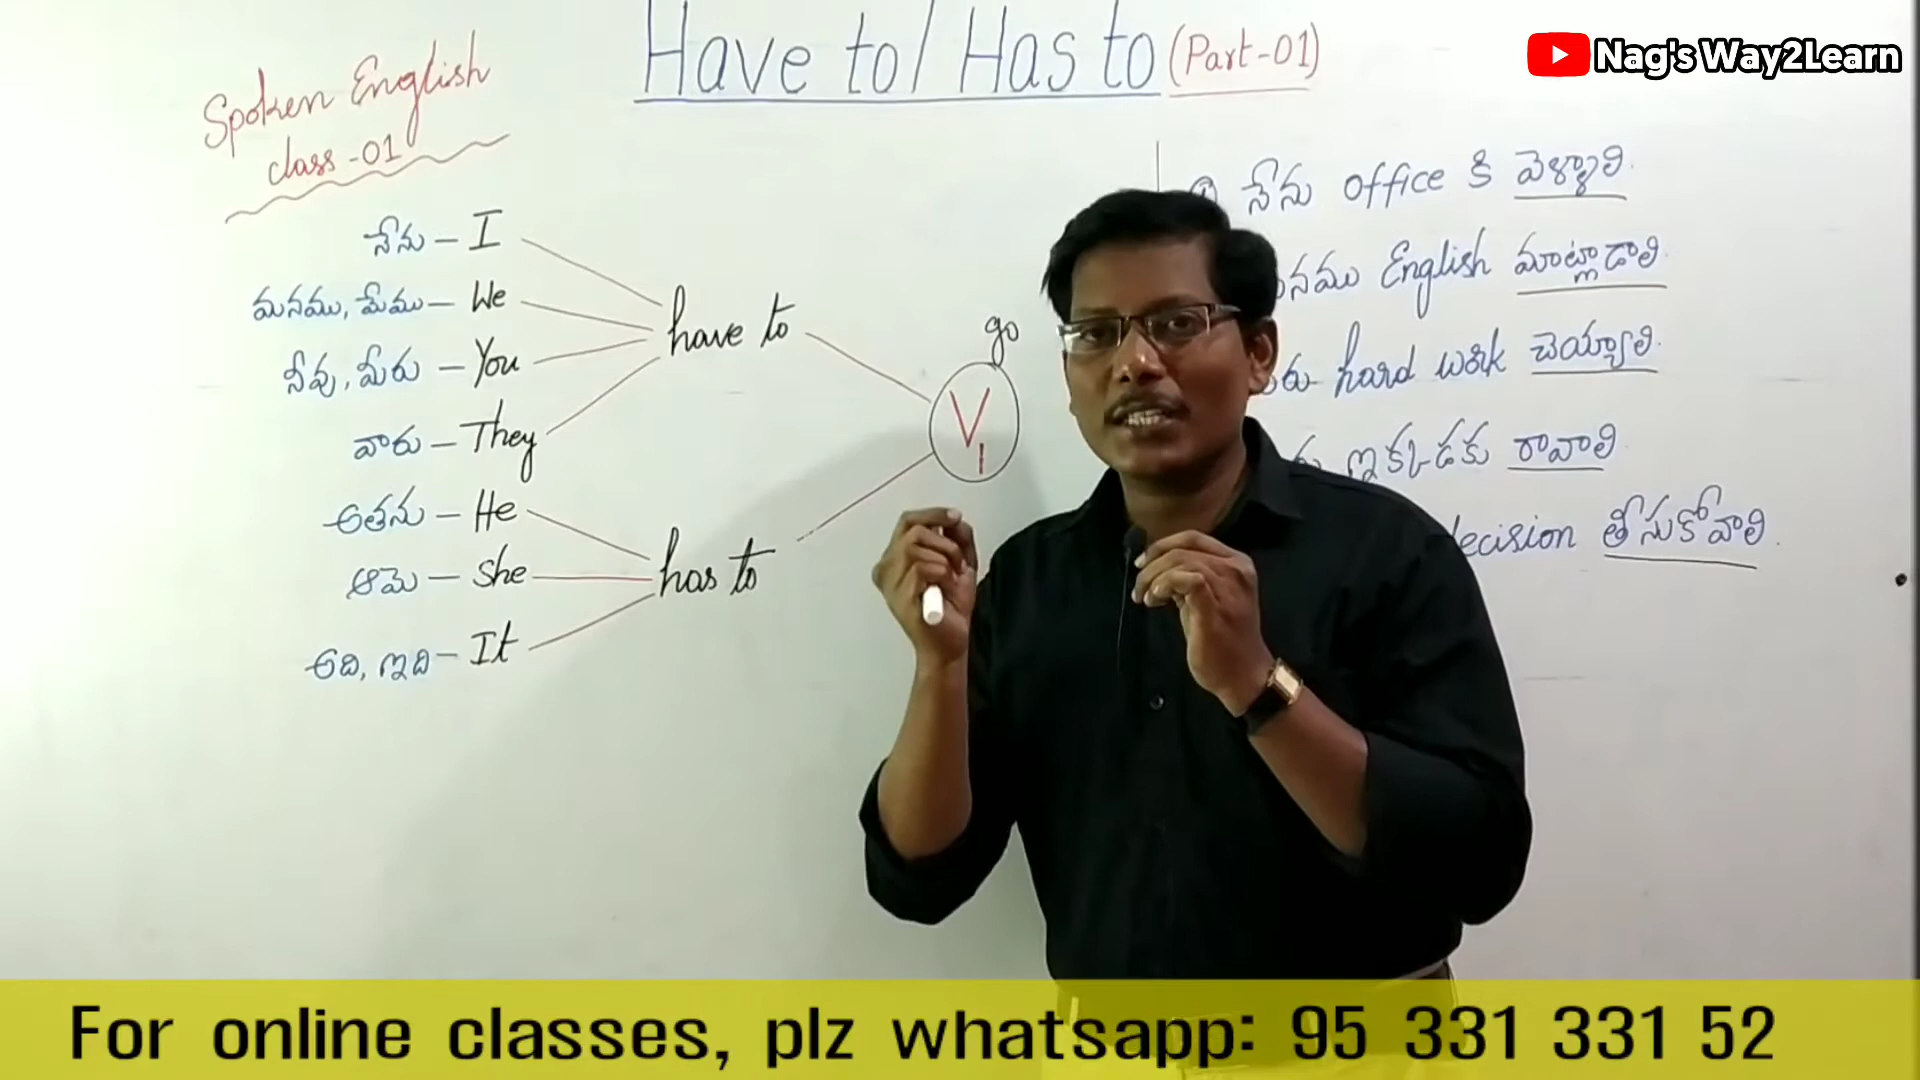 Have to / Has to (Part-01)
Nag's Way2Learn
Spoken English
class -01
నేను – I
మనము, మేము – We
నీవు, మీరు – You
వారు – They
అతను – He
ఆమె – She
అది, ఇది – It
have to
has to
go
V1
① నేను office కి వెళ్ళాలి.
మనము English మాట్లాడాలి.
hard work చెయ్యాలి.
ఇక్కడకు రావాలి
decision తీసుకోవాలి.
For online classes, plz whatsapp: 95 331 331 52